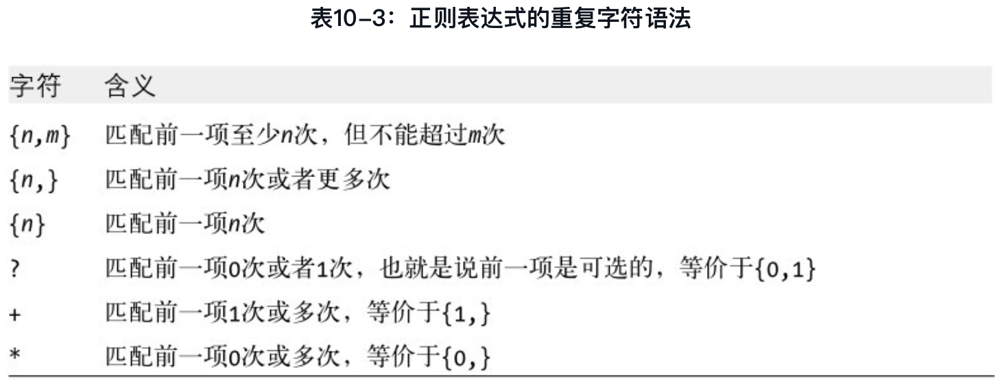 表10-3：正则表达式的重复字符语法
字符 含义
{n,m} 匹配前一项至少n次，但不能超过m次
{n,} 匹配前一项n次或者更多次
{n} 匹配前一项n次
? 匹配前一项0次或者1次，也就是说前一项是可选的，等价于{0,1}
+ 匹配前一项1次或多次，等价于{1,}
* 匹配前一项0次或多次，等价于{0,}